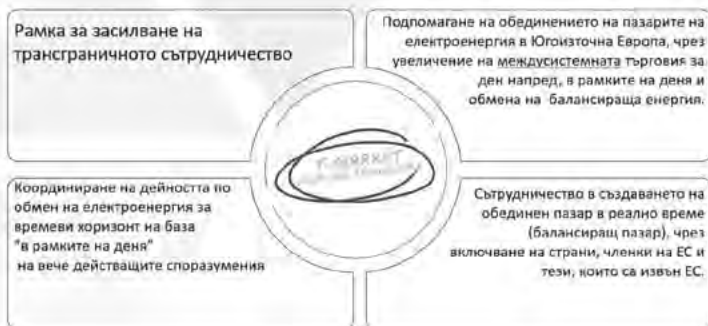 Рамка за засилване на
трансграничното сътрудничество
Подпомагане на обединението на пазарите на
електроенергия в Югоизточна Европа, чрез
увеличение на междусистемната търговия за
ден напред, в рамките на деня и
обмена на балансираща енергия.
Координиране на дейността по
обмен на електроенергия за
времеви хоризонт на база
"в рамките на деня"
на вече действащите споразумения
Сътрудничество в създаването на
обединен пазар в реално време
(балансиращ пазар), чрез
включване на страни, членки на ЕС и
тези, които са извън ЕС.